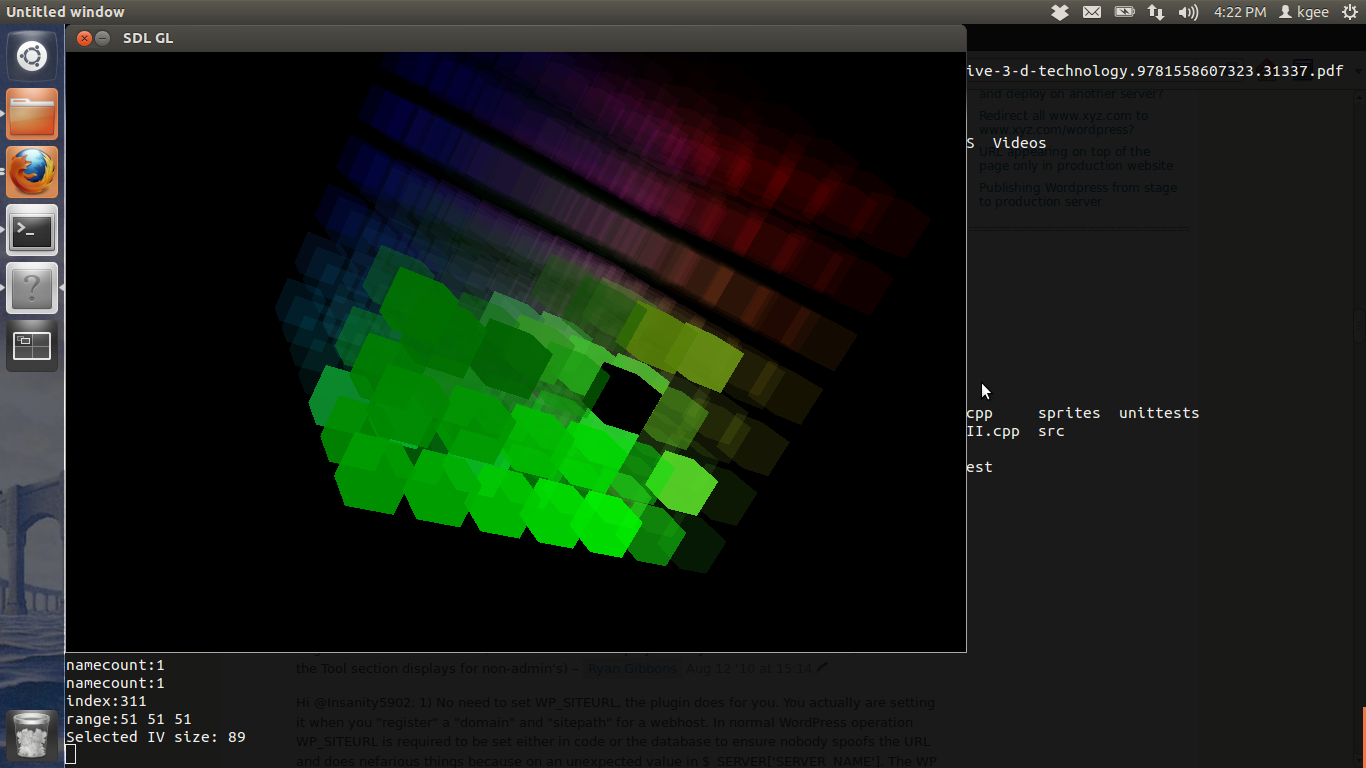 Untitled window
4:22 PM
kgee
SDL GL
ive-3-d-technology.9781558607323.31337.pdf
and deploy on another server?
Redirect all www.xyz.com to
www.xyz.com/wordpress?
S Videos
URL appearing on top of the
page only in production website
Publishing Wordpress from stage
to production server
cpp sprites unittests
II.cpp src
est
namecount:1
the Tool section displays for non-admin's) – Ryan Gibbons Aug 12 '10 at 15:14
namecount:1
index:311
Hi @Insanity5902: 1) No need to set WP_SITEURL, the plugin does for you. You actually are setting
range:51 51 51
it when you "register" a "domain" and "sitepath" for a webhost. In normal WordPress operation
Selected IV size: 89
WP_SITEURL is required to be set either in code or the database to ensure nobody spoofs the URL
and does nefarious things because on an unexpected value in $_SERVER['SERVER_NAME']. The WP